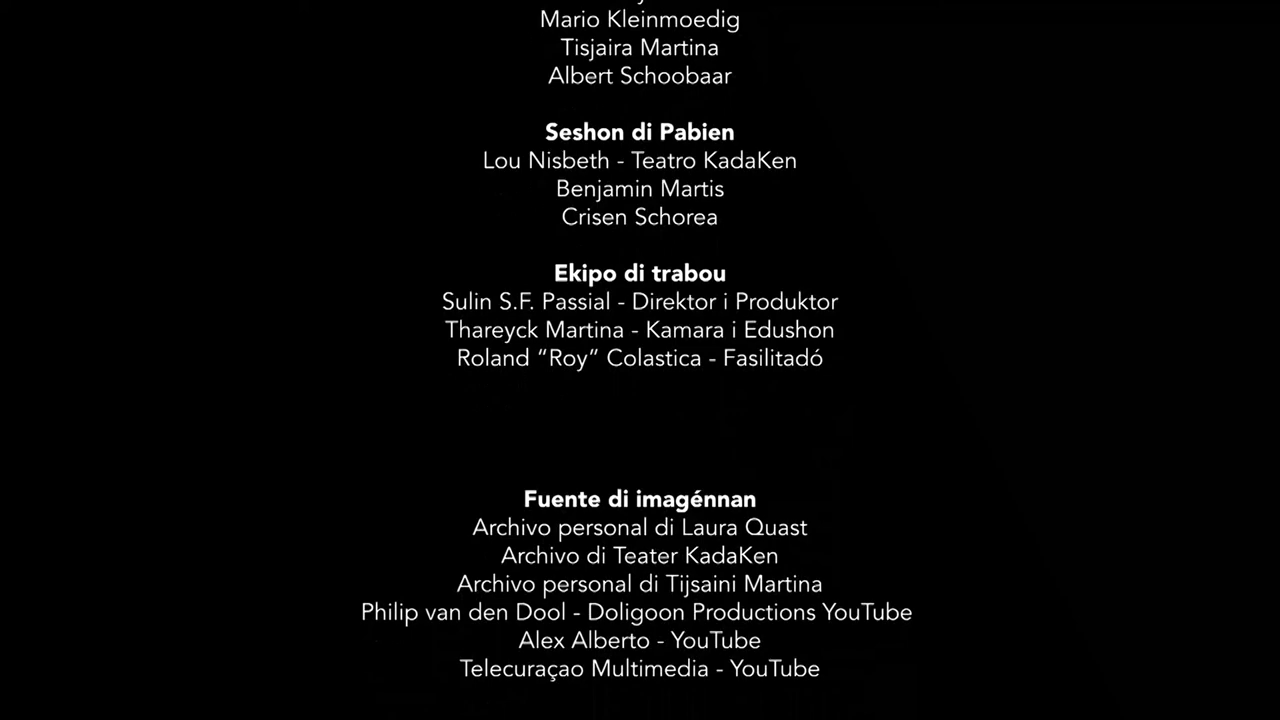 Mario Kleinmoedig
Tisjaira Martina
Albert Schoobaar
Seshon di Pabien
Lou Nisbeth - Teatro KadaKen
Benjamin Martis
Crisen Schorea
Ekipo di trabou
Sulin S.F. Passial - Direktor i Produktor
Thareyck Martina - Kamara i Edushon
Roland “Roy” Colastica - Fasilitadó
Fuente di imagénnan
Archivo personal di Laura Quast
Archivo di Teater KadaKen
Archivo personal di Tijsaini Martina
Philip van den Dool - Doligoon Productions YouTube
Alex Alberto - YouTube
Telecuraçao Multimedia - YouTube